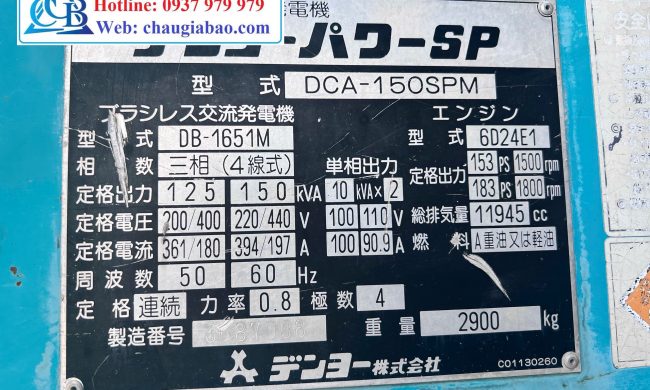 Hotline: 0937 979 979
Web: chaugiabao.com
発電機
パワーSP
型式 DCA-150SPM
ブラシレス交流発電機 エンジン
型式 DB-1651M 型式 6D24E1
相数 三相(4線式) 単相出力 定格出力 153 PS 1500 rpm
定格出力 125 150 kVA 10 kVA×2 183 PS 1800 rpm
定格電圧 200/400 220/440 V 100 110 V 総排気量 11945 cc
定格電流 361/180 394/197 A 100 90.9 A 燃料 A重油又は軽油
周波数 50 60 Hz
定格 連続 力率 0.8 極数 4
製造番号 重量 2900 kg
デンヨー株式会社 C01130260